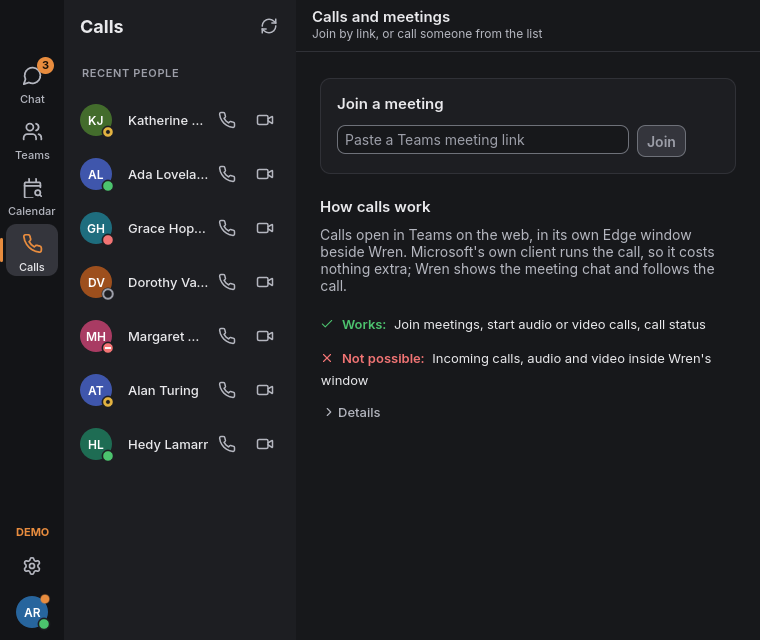 Calls
Calls and meetings
Join by link, or call someone from the list
3
Chat
Teams
Calendar
Calls
RECENT PEOPLE
KJ Katherine ...
AL Ada Lovela...
GH Grace Hop...
DV Dorothy Va...
MH Margaret ...
AT Alan Turing
HL Hedy Lamarr
Join a meeting
Paste a Teams meeting link Join
How calls work
Calls open in Teams on the web, in its own Edge window
beside Wren. Microsoft's own client runs the call, so it costs
nothing extra; Wren shows the meeting chat and follows the
call.
Works: Join meetings, start audio or video calls, call status
Not possible: Incoming calls, audio and video inside Wren's
window
Details
DEMO
AR